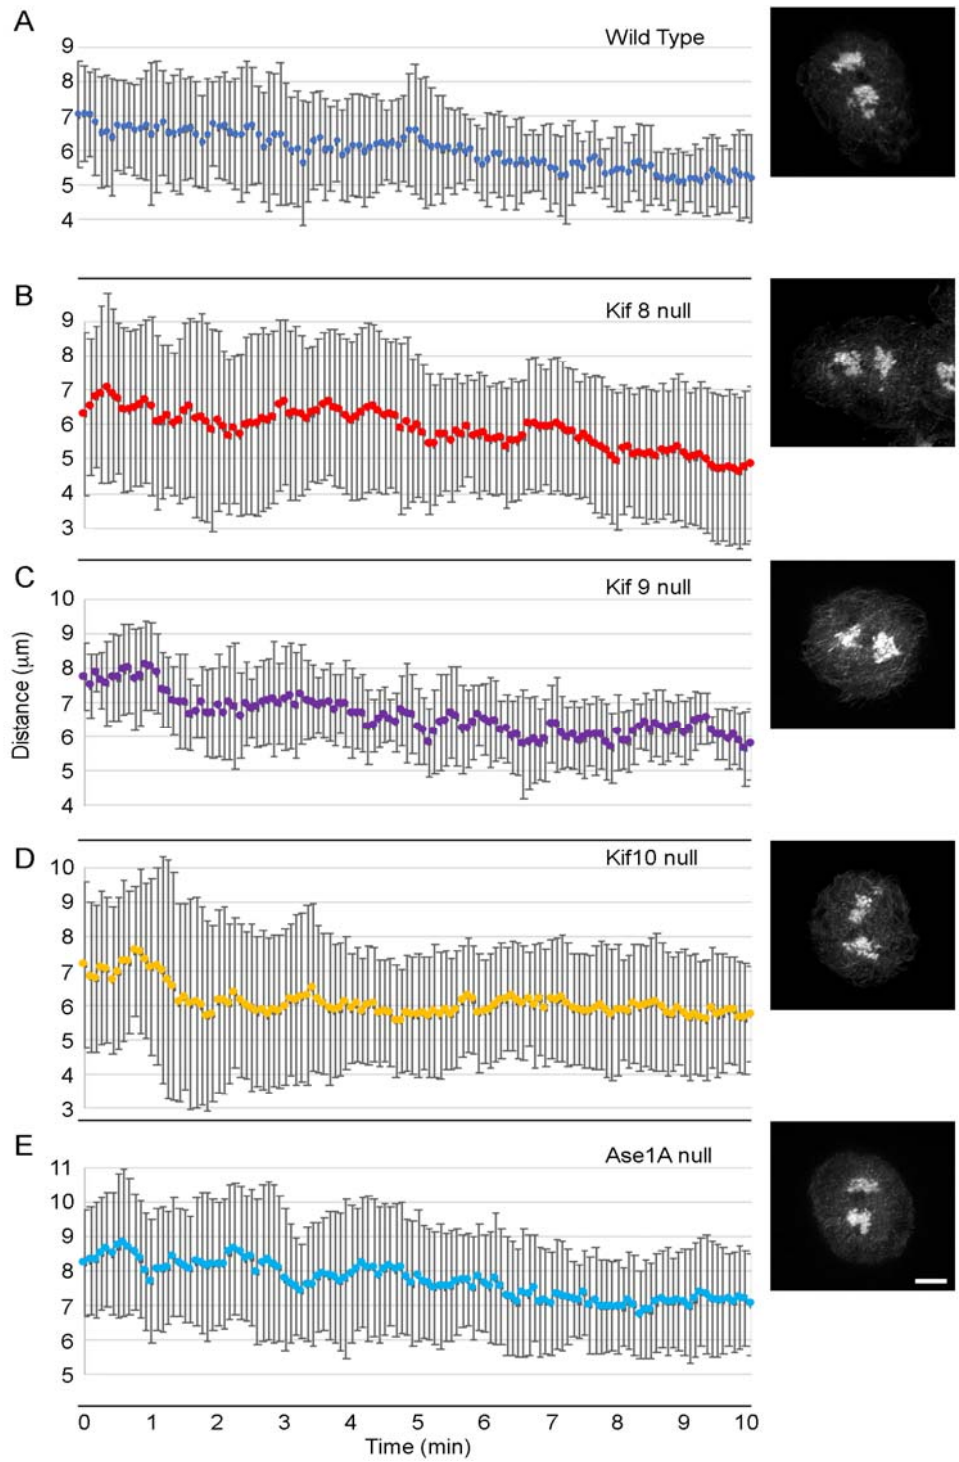 A
Wild Type
9
8
7
6
5
4
B
Kif 8 null
9
8
7
6
5
4
3
C
Kif 9 null
10
9
8
7
6
5
4
Distance (μm)
D
Kif10 null
10
9
8
7
6
5
4
3
E
Ase1A null
11
10
9
8
7
6
5
0 1 2 3 4 5 6 7 8 9 10
Time (min)